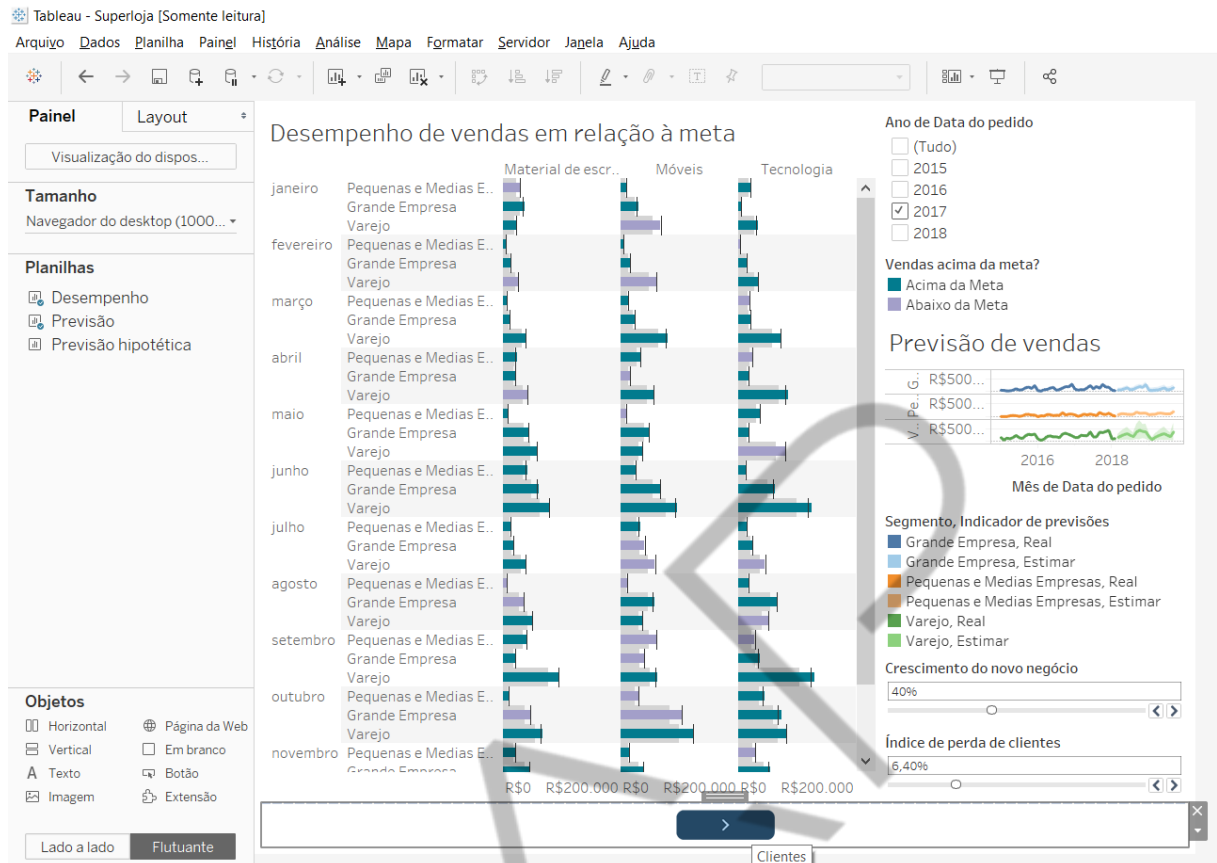 Tableau - Superloja [Somente leitura]
Arquivo Dados Planilha Painel História Análise Mapa Formatar Servidor Janela Ajuda
Painel Layout
Visualização do dispos...
Tamanho
Navegador do desktop (1000...
Planilhas
Desempenho
Previsão
Previsão hipotética
Objetos
Horizontal Página da Web
Vertical Em branco
A Texto Botão
Imagem Extensão
Lado a lado Flutuante
Desempenho de vendas em relação à meta
Material de escr.. Móveis Tecnologia
janeiro Pequenas e Medias E..
Grande Empresa
Varejo
fevereiro Pequenas e Medias E..
Grande Empresa
Varejo
março Pequenas e Medias E..
Grande Empresa
Varejo
abril Pequenas e Medias E..
Grande Empresa
Varejo
maio Pequenas e Medias E..
Grande Empresa
Varejo
junho Pequenas e Medias E..
Grande Empresa
Varejo
julho Pequenas e Medias E..
Grande Empresa
Varejo
agosto Pequenas e Medias E..
Grande Empresa
Varejo
setembro Pequenas e Medias E..
Grande Empresa
Varejo
outubro Pequenas e Medias E..
Grande Empresa
Varejo
novembro Pequenas e Medias E..
Grande Empresa
R$0 R$200.000 R$0 R$200.000 R$0 R$200.000
Clientes
Ano de Data do pedido
(Tudo)
2015
2016
2017
2018
Vendas acima da meta?
Acima da Meta
Abaixo da Meta
Previsão de vendas
G.. R$500...
Pe.. R$500...
V.. R$500...
2016 2018
Mês de Data do pedido
Segmento, Indicador de previsões
Grande Empresa, Real
Grande Empresa, Estimar
Pequenas e Medias Empresas, Real
Pequenas e Medias Empresas, Estimar
Varejo, Real
Varejo, Estimar
Crescimento do novo negócio
40%
Índice de perda de clientes
6,40%